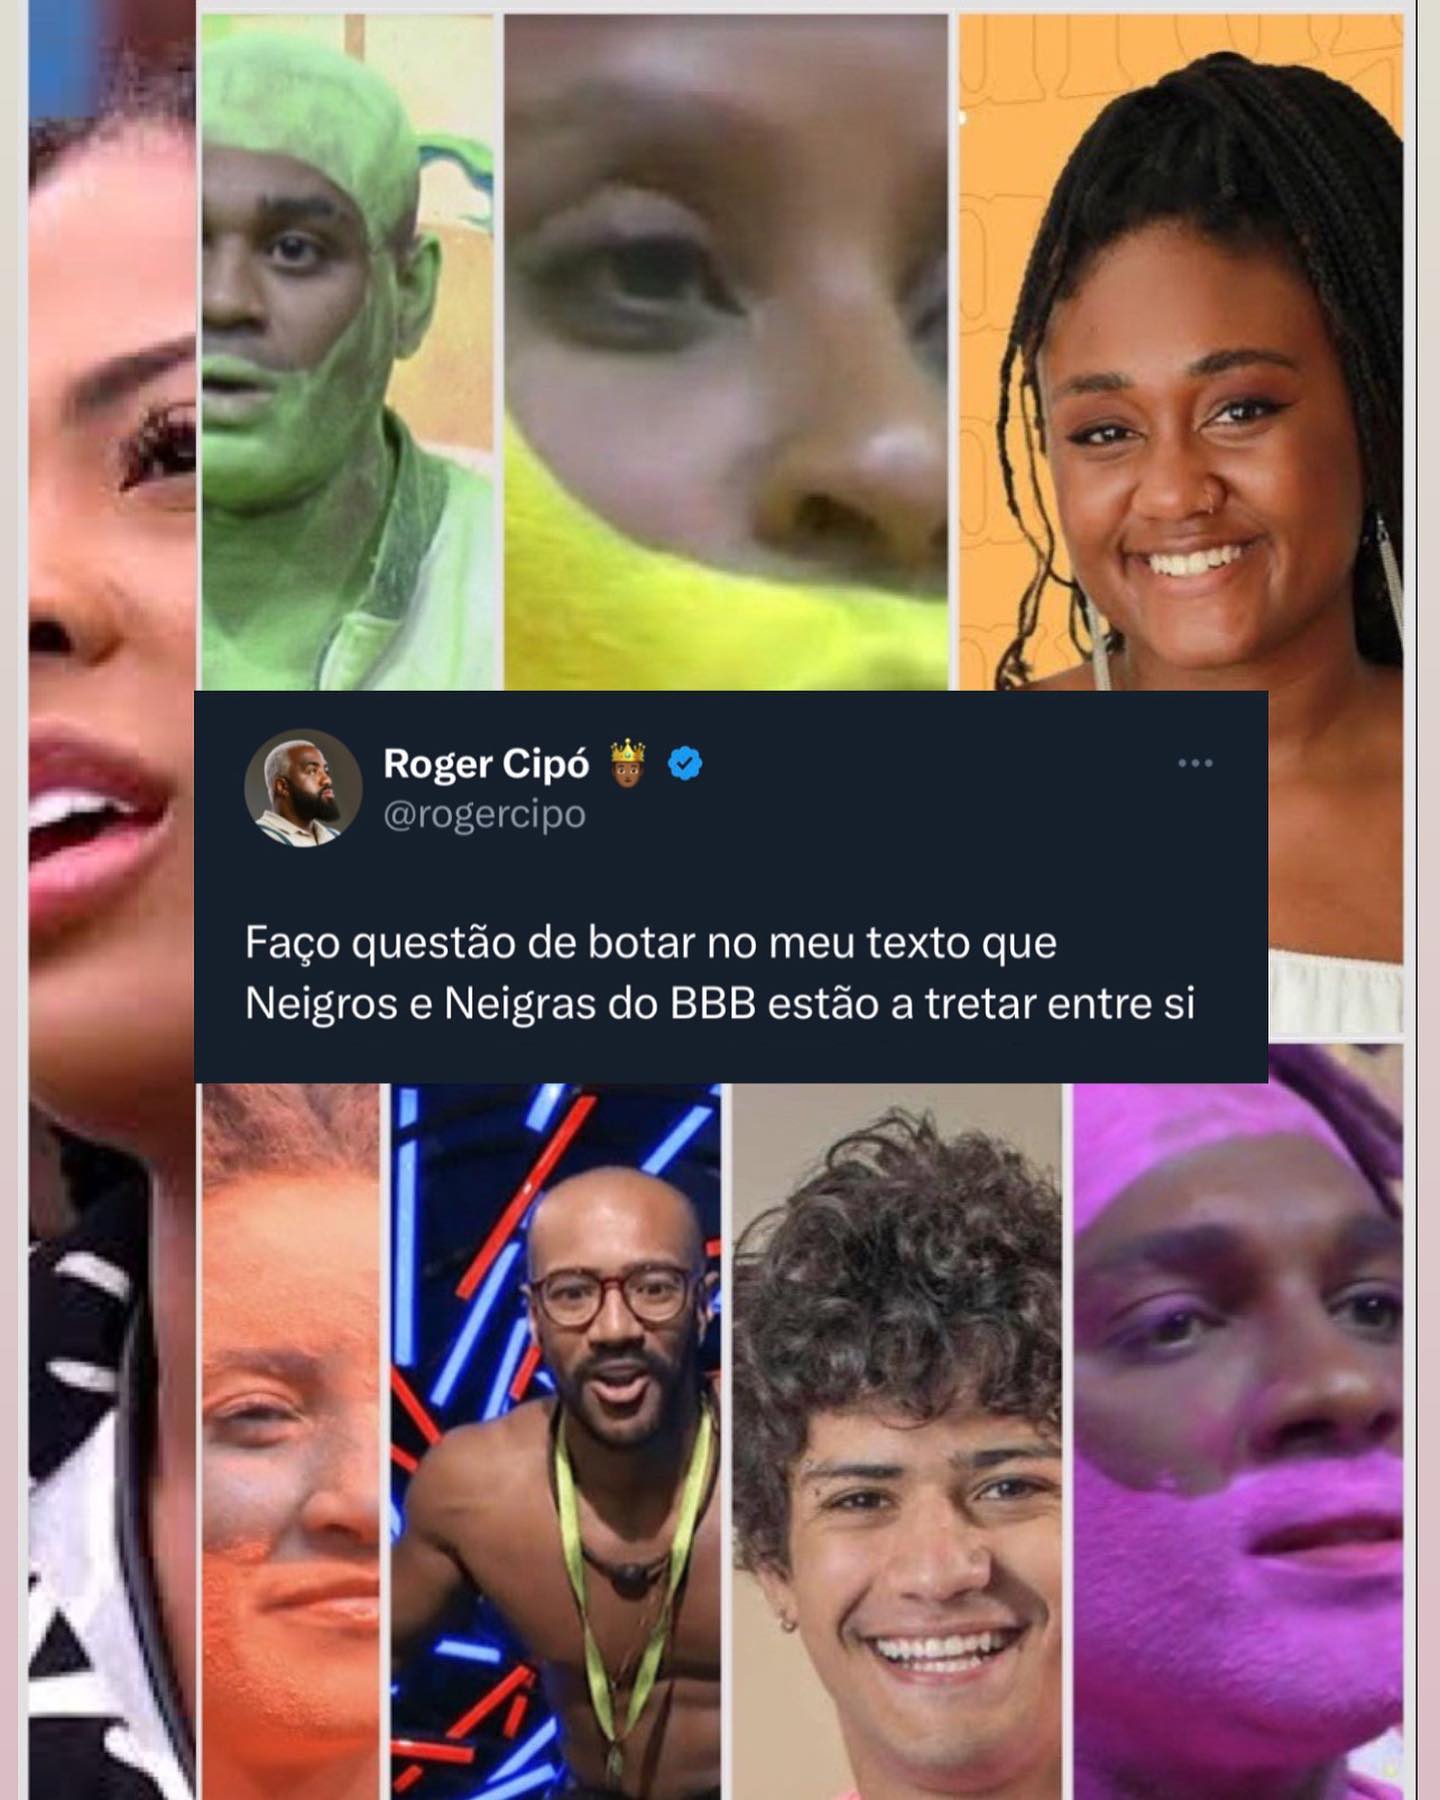 Roger Cipó
@rogercipo
Faço questão de botar no meu texto que
Neigros e Neigras do BBB estão a tretar entre si